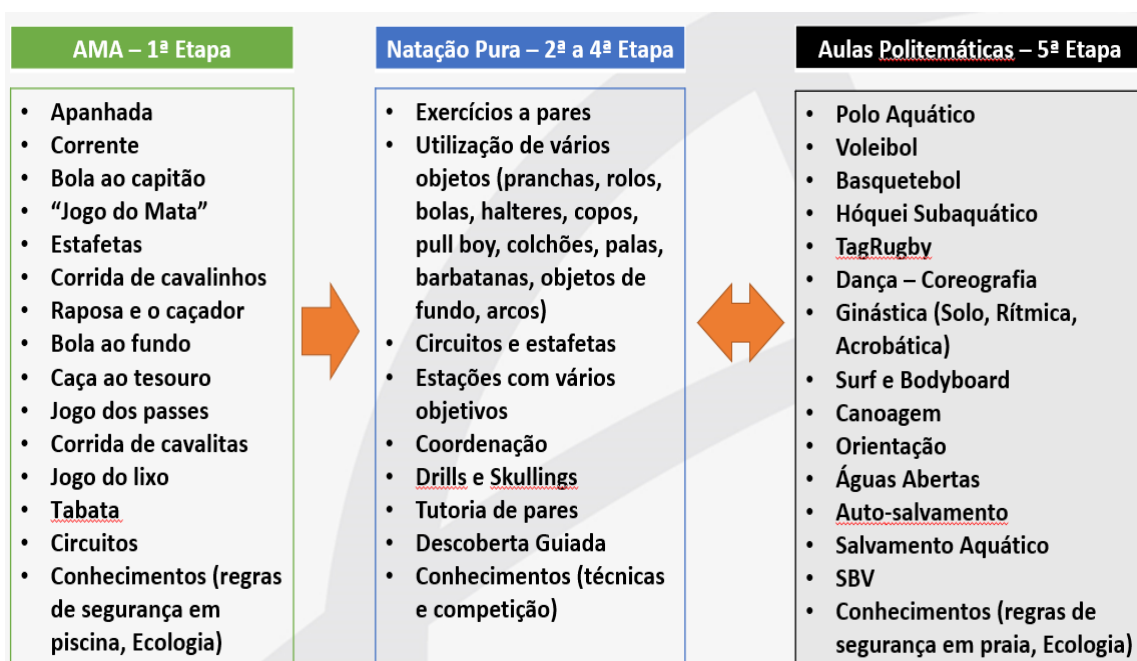 AMA – 1ª Etapa
• Apanhada
• Corrente
• Bola ao capitão
• “Jogo do Mata”
• Estafetas
• Corrida de cavalinhos
• Raposa e o caçador
• Bola ao fundo
• Caça ao tesouro
• Jogo dos passes
• Corrida de cavalitas
• Jogo do lixo
• Tabata
• Circuitos
• Conhecimentos (regras
de segurança em
piscina, Ecologia)
Natação Pura – 2ª a 4ª Etapa
• Exercícios a pares
• Utilização de vários
objetos (pranchas, rolos,
bolas, halteres, copos,
pull boy, colchões, palas,
barbatanas, objetos de
fundo, arcos)
• Circuitos e estafetas
• Estações com vários
objetivos
• Coordenação
• Drills e Skullings
• Tutoria de pares
• Descoberta Guiada
• Conhecimentos (técnicas
e competição)
Aulas Politemáticas – 5ª Etapa
• Polo Aquático
• Voleibol
• Basquetebol
• Hóquei Subaquático
• TagRugby
• Dança – Coreografia
• Ginástica (Solo, Rítmica,
Acrobática)
• Surf e Bodyboard
• Canoagem
• Orientação
• Águas Abertas
• Auto-salvamento
• Salvamento Aquático
• SBV
• Conhecimentos (regras de
segurança em praia, Ecologia)